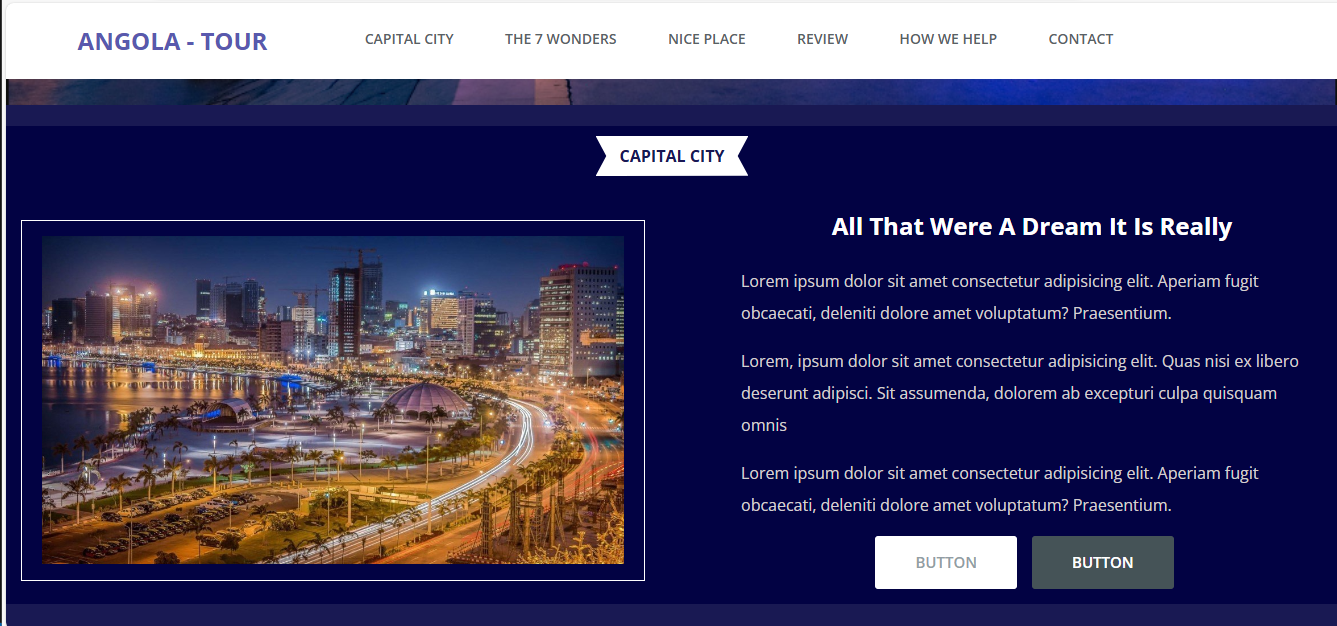 ANGOLA - TOUR
CAPITAL CITY
THE 7 WONDERS
NICE PLACE
REVIEW
HOW WE HELP
CONTACT
CAPITAL CITY
All That Were A Dream It Is Really
Lorem ipsum dolor sit amet consectetur adipisicing elit. Aperiam fugit
obcaecati, deleniti dolore amet voluptatum? Praesentium.
Lorem, ipsum dolor sit amet consectetur adipisicing elit. Quas nisi ex libero
deserunt adipisci. Sit assumenda, dolorem ab excepturi culpa quisquam
omnis
Lorem ipsum dolor sit amet consectetur adipisicing elit. Aperiam fugit
obcaecati, deleniti dolore amet voluptatum? Praesentium.
BUTTON
BUTTON